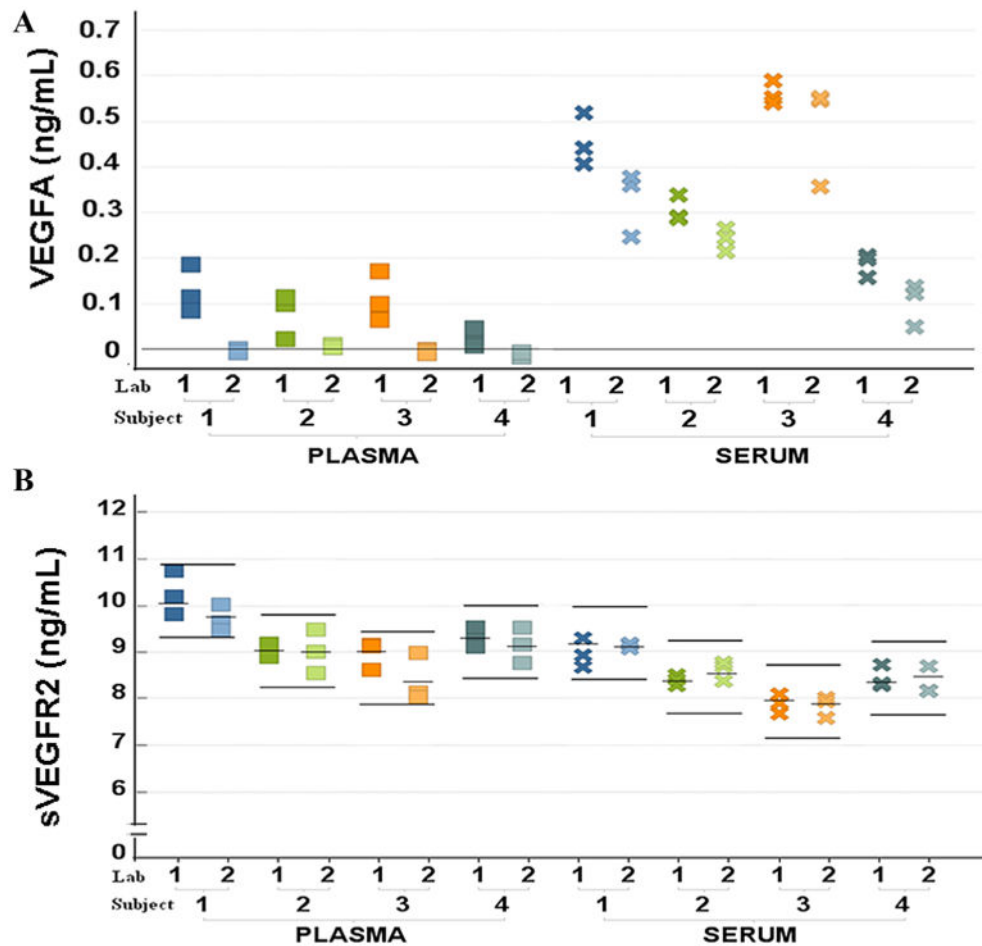 A
VEGFA (ng/mL)
0.7
0.6
0.5
0.4
0.3
0.2
0.1
0
Lab 1 2 1 2 1 2 1 2 1 2 1 2 1 2 1 2
Subject 1 2 3 4 1 2 3 4
PLASMA SERUM
B
sVEGFR2 (ng/mL)
12
11
10
9
8
7
6
0
Lab 1 2 1 2 1 2 1 2 1 2 1 2 1 2 1 2
Subject 1 2 3 4 1 2 3 4
PLASMA SERUM